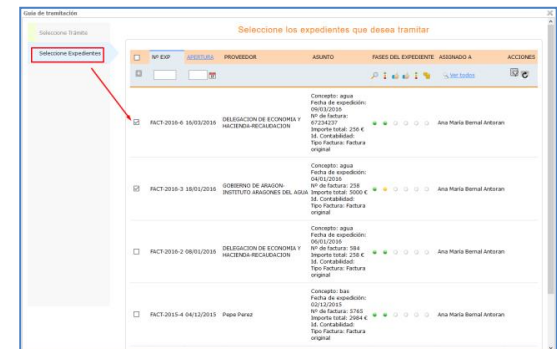 Guía de tramitación
Seleccione los expedientes que desea tramitar
Seleccione Trámite
Seleccione Expedientes
Nº EXP APERTURA PROVEEDOR ASUNTO FASES DEL EXPEDIENTE ASIGNADO A ACCIONES
Ver todos
Concepto: agua
Fecha de expedición:
09/03/2016
Nº de factura:
67234237
Importe total: 256 €
Id. Contabilidad:
Tipo Factura: Factura
original
FACT-2016-6 16/03/2016
DELEGACION DE ECONOMIA Y
HACIENDA-RECAUDACION
Ana María Bernal Antoran
Concepto: agua
Fecha de expedición:
04/01/2016
Nº de factura: 258
Importe total: 5000 €
Id. Contabilidad:
Tipo Factura: Factura
original
FACT-2016-3 18/01/2016
GOBIERNO DE ARAGON-
INSTITUTO ARAGONES DEL AGUA
Ana María Bernal Antoran
Concepto: agua
Fecha de expedición:
06/01/2016
Nº de factura: 584
Importe total: 258 €
Id. Contabilidad:
Tipo Factura: Factura
original
FACT-2016-2 08/01/2016
DELEGACION DE ECONOMIA Y
HACIENDA-RECAUDACION
Ana María Bernal Antoran
Concepto: bas
Fecha de expedición:
02/12/2015
Nº de factura: 5765
Importe total: 2984 €
Id. Contabilidad:
Tipo Factura: Factura
original
FACT-2015-4 04/12/2015 Pepe Perez
Ana María Bernal Antoran